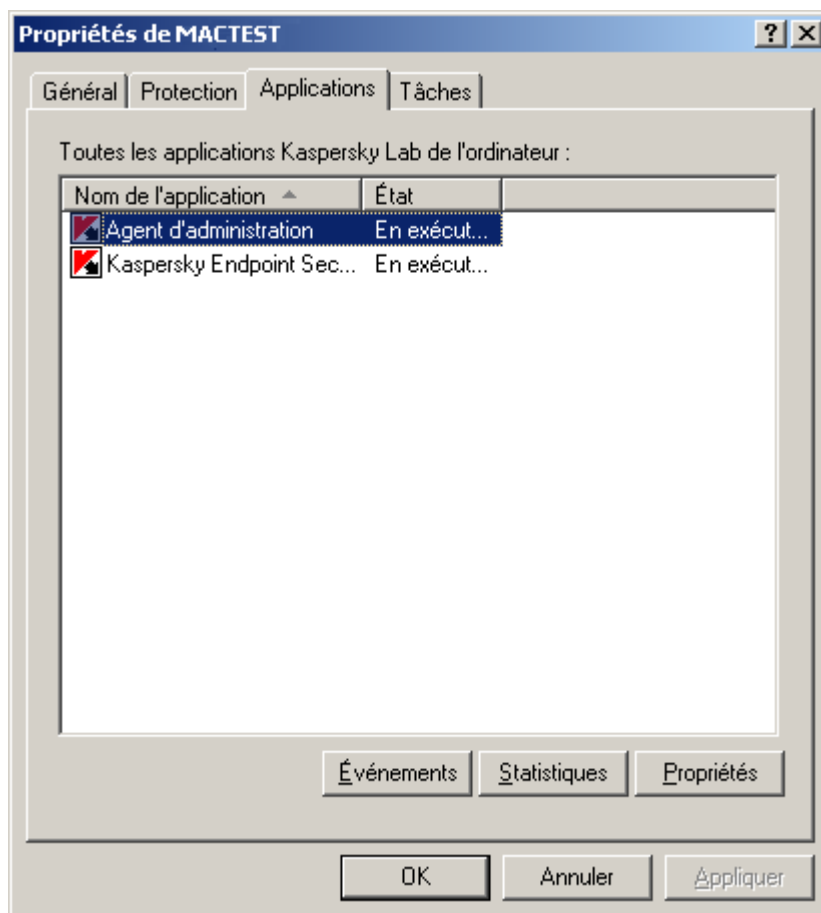 Propriétés de MACTEST
Général Protection Applications Tâches
Toutes les applications Kaspersky Lab de l'ordinateur :
Nom de l'application État
Agent d'administration En exécut...
Kaspersky Endpoint Sec... En exécut...
Événements Statistiques Propriétés
OK Annuler Appliquer